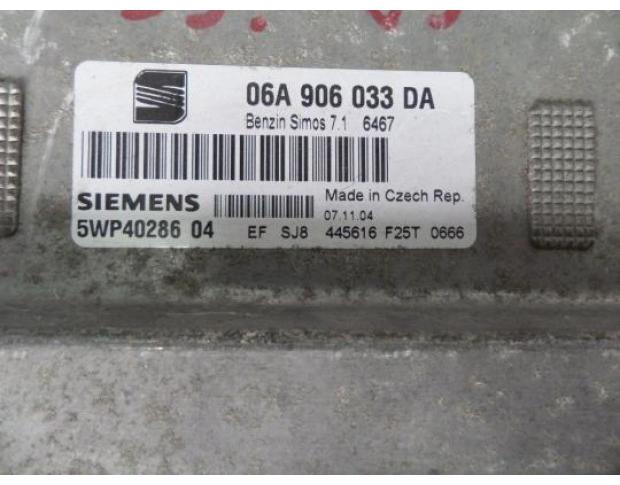 06A 906 033 DA
Benzin Simos 7.1 6467
SIEMENS
Made in Czech Rep.
07.11.04
5WP40286 04 EF SJ8 445616 F25T 0666